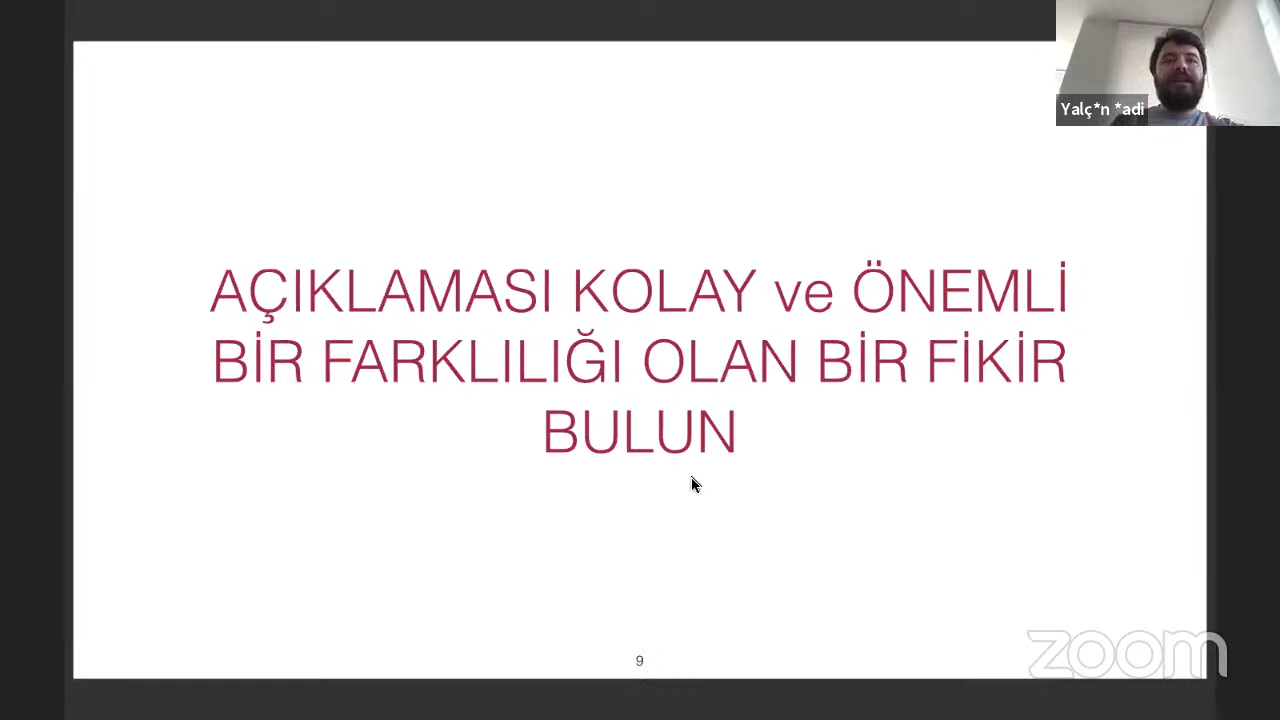 Yalç*n *adi
AÇIKLAMASI KOLAY ve ÖNEMLİ
BİR FARKLILIĞI OLAN BİR FİKİR
BULUN
9
zoom